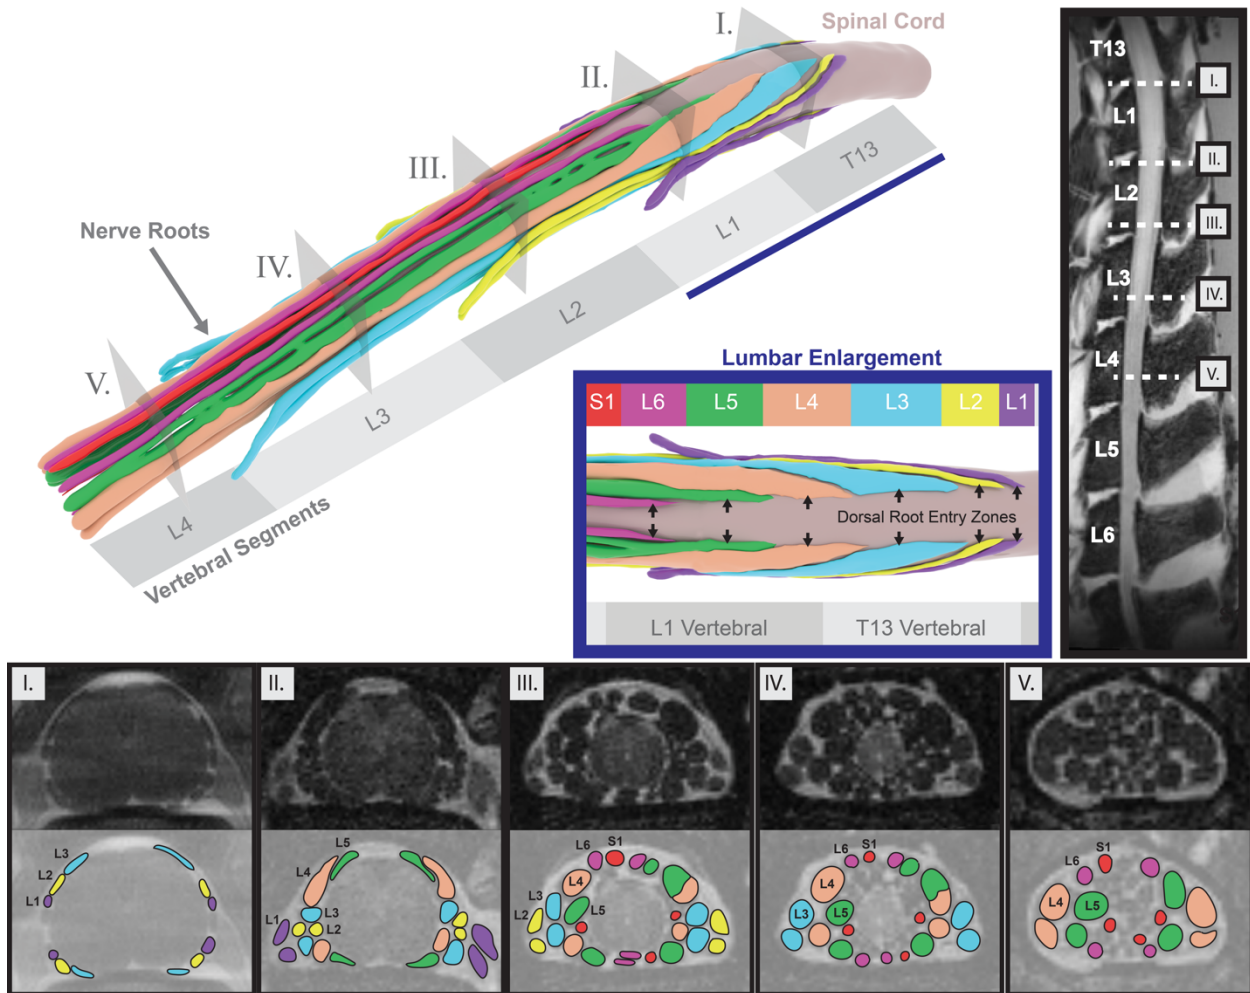 Spinal Cord
I.
II.
III.
IV.
V.
Nerve Roots
T13
L1
L2
L3
L4
Vertebral Segments
T13
L1
L2
L3
L4
L5
L6
I.
II.
III.
IV.
V.
Lumbar Enlargement
S1 L6 L5 L4 L3 L2 L1
Dorsal Root Entry Zones
L1 Vertebral T13 Vertebral
I. II. III. IV. V.
L3
L2
L1
L5
L4
L3
L1
L2
L6 S1
L4
L3
L2
L5
L6 S1
L4
L3
L5
S1
L6
L4
L5